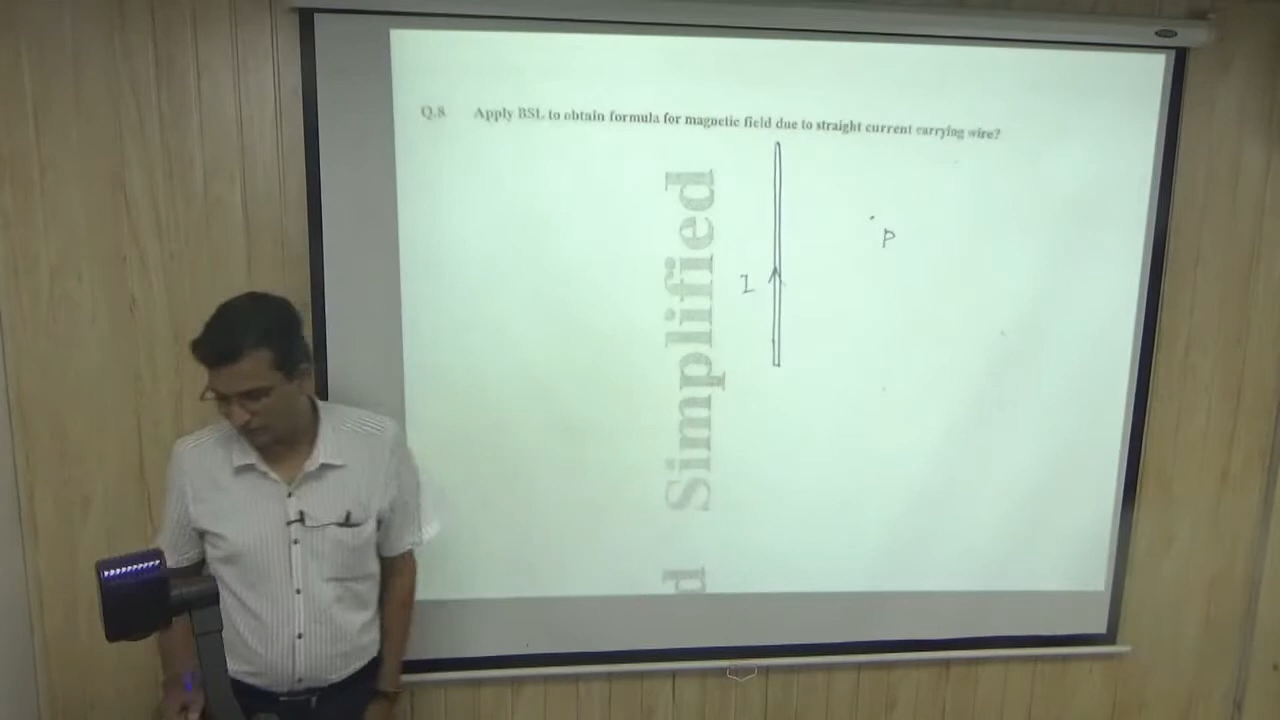 Q.8 Apply BSL to obtain formula for magnetic field due to straight current carrying wire?
P
I
Simplified
d